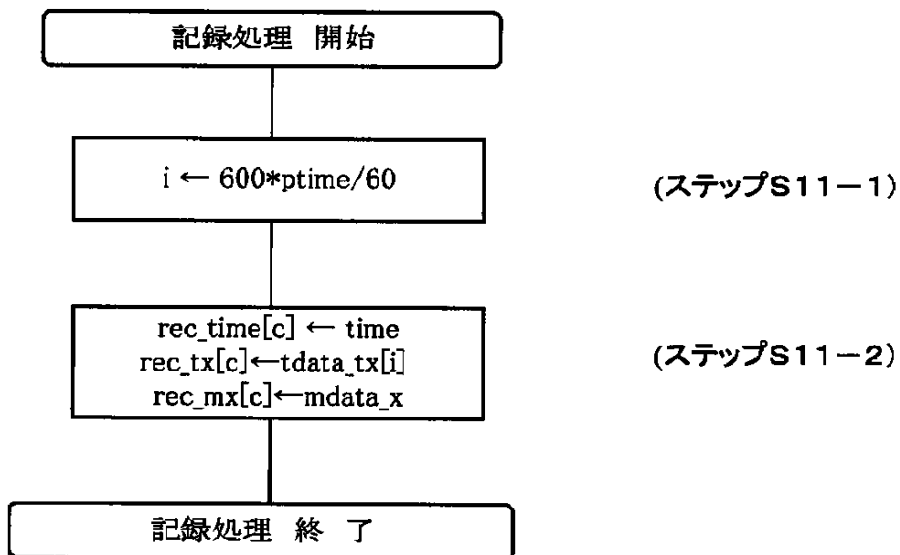 記録処理 開始
i ← 600*ptime/60
(ステップS11-1)
rec_time[c] ← time
rec_tx[c]←tdata_tx[i]
rec_mx[c]←mdata_x
(ステップS11-2)
記録処理 終 了